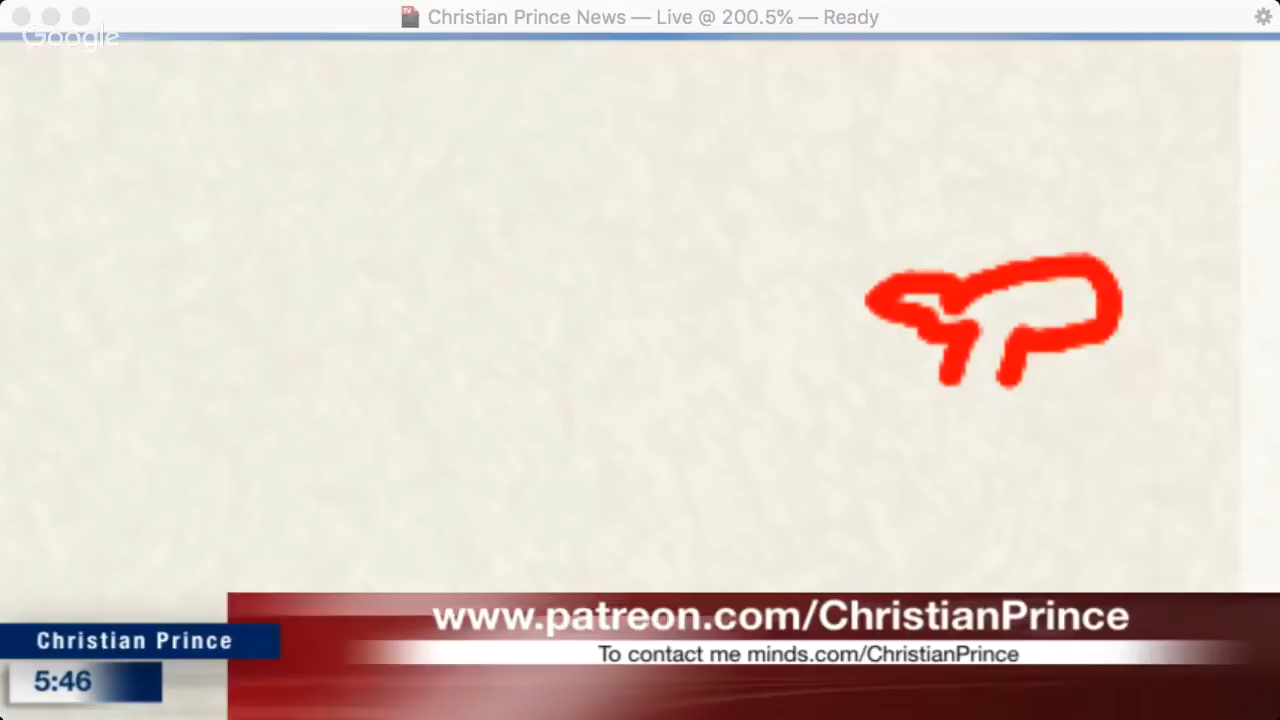 Christian Prince News — Live @ 200.5% — Ready
Google
www.patreon.com/ChristianPrince
Christian Prince
To contact me minds.com/ChristianPrince
5:46